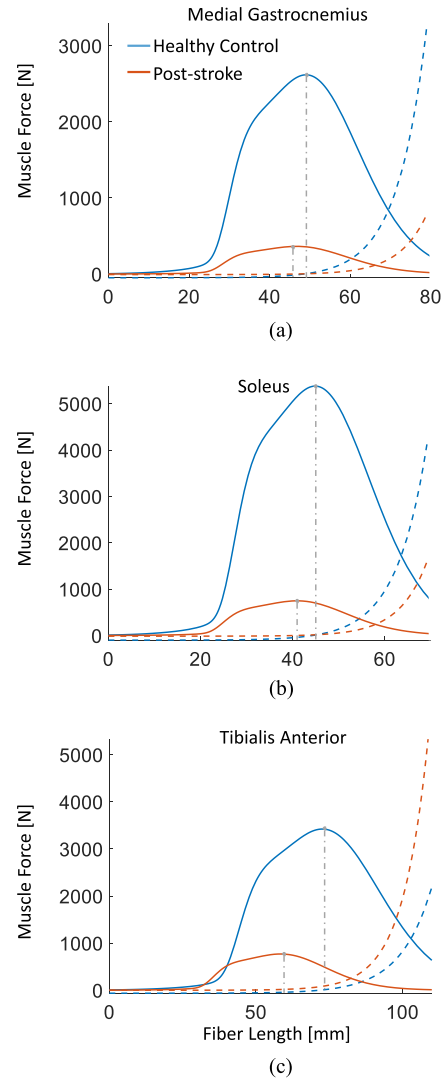 Medial Gastrocnemius
Healthy Control
Post-stroke
Muscle Force [N]
3000
2000
1000
0
0 20 40 60 80
(a)
Soleus
Muscle Force [N]
5000
4000
3000
2000
1000
0
0 20 40 60
(b)
Tibialis Anterior
Muscle Force [N]
5000
4000
3000
2000
1000
0
0 50 100
Fiber Length [mm]
(c)